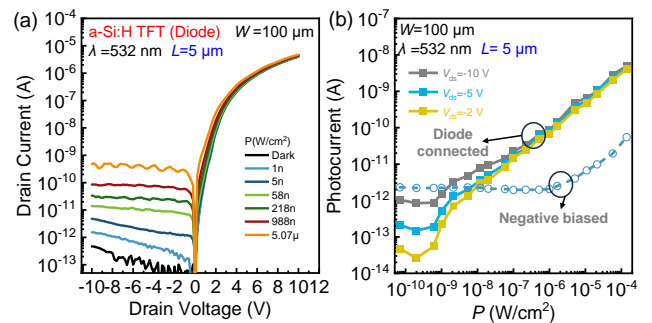 (a)
a-Si:H TFT (Diode)
W=100 µm
λ =532 nm L=5 µm
Drain Current (A)
10⁻³
10⁻⁴
10⁻⁵
10⁻⁶
10⁻⁷
10⁻⁸
10⁻⁹
10⁻¹⁰
10⁻¹¹
10⁻¹²
10⁻¹³
P(W/cm²)
Dark
1n
5n
58n
218n
988n
5.07µ
-10 -8 -6 -4 -2 0 2 4 6 8 1012
Drain Voltage (V)
(b)
W=100 µm
λ =532 nm L= 5 µm
Photocurrent (A)
10⁻⁷
10⁻⁸
10⁻⁹
10⁻¹⁰
10⁻¹¹
10⁻¹²
10⁻¹³
10⁻¹⁴
Vds=-10 V
Vds=-5 V
Vds=-2 V
Diode
connected
Negative biased
10⁻¹⁰ 10⁻⁹ 10⁻⁸ 10⁻⁷ 10⁻⁶ 10⁻⁵ 10⁻⁴
P (W/cm²)